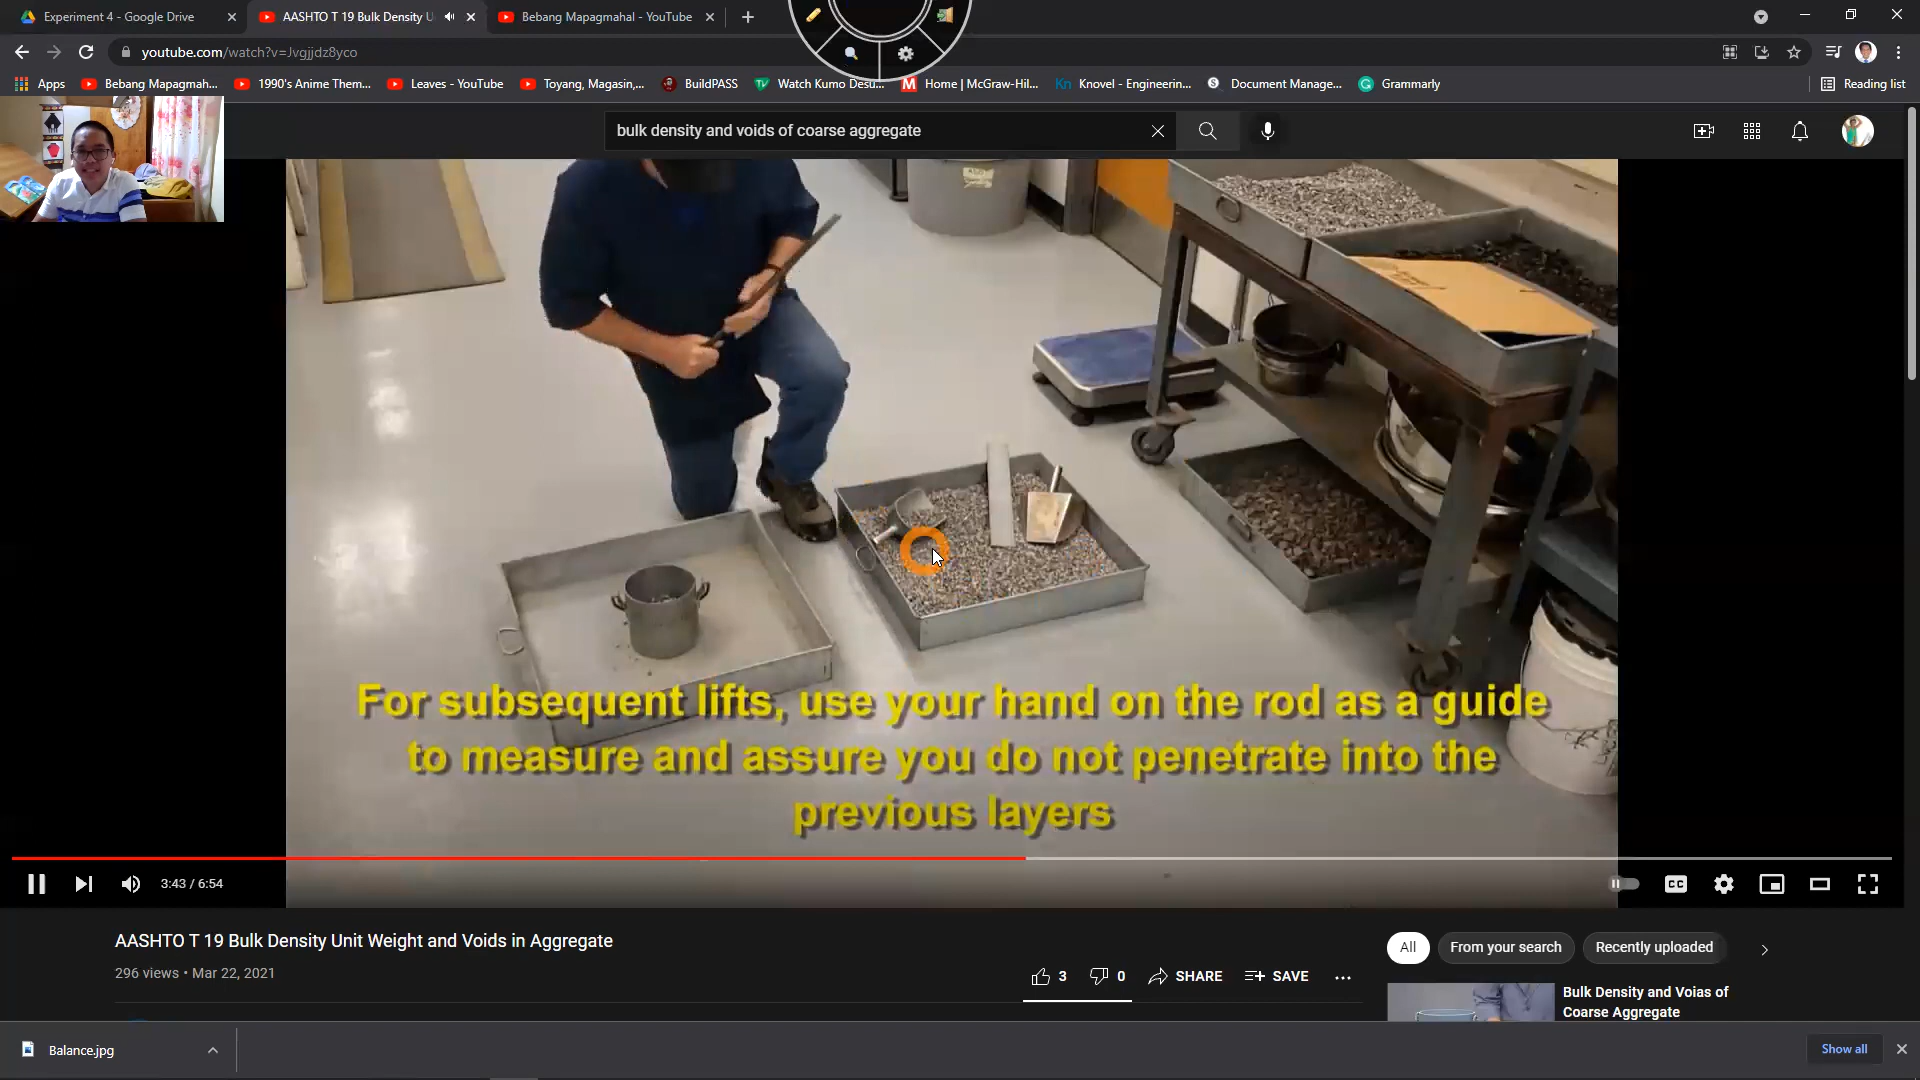 Experiment 4 - Google Drive
AASHTO T 19 Bulk Density U
Bebang Mapagmahal - YouTube
youtube.com/watch?v=Jvgjjdz8yco
Apps
Bebang Mapagmah...
1990's Anime Them...
Leaves - YouTube
Toyang, Magasin,...
BuildPASS
Watch Kumo Desu...
Home | McGraw-Hil...
Knovel - Engineerin...
Document Manage...
Grammarly
Reading list
bulk density and voids of coarse aggregate
For subsequent lifts, use your hand on the rod as a guide
to measure and assure you do not penetrate into the
previous layers
3:43 / 6:54
CC
AASHTO T 19 Bulk Density Unit Weight and Voids in Aggregate
296 views • Mar 22, 2021
3
0
SHARE
SAVE
All
From your search
Recently uploaded
Bulk Density and Voias of
Coarse Aggregate
Balance.jpg
Show all